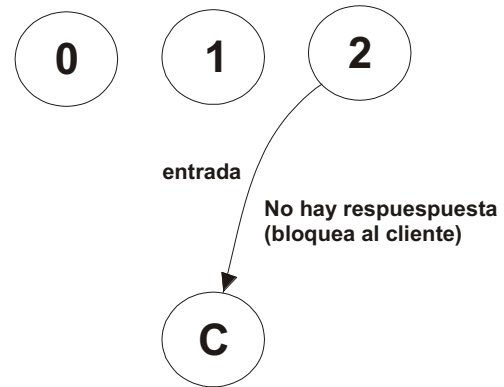 0 1 2
entrada
No hay respuespuesta
(bloquea al cliente)
C